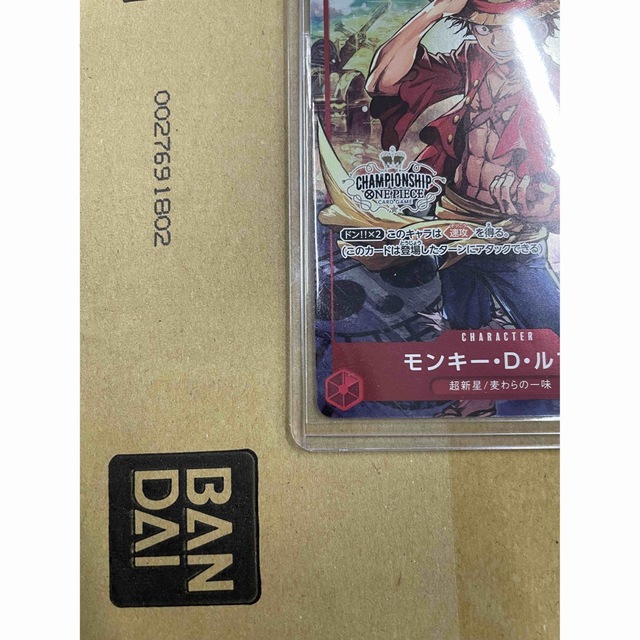 0027691802
BAN
DAI
CHAMPIONSHIP
ONE PIECE
CARD GAME
ドン!!×2 このキャラは 速攻 を得る。
(このカードは登場したターンにアタックできる)
CHARACTER
モンキー・D・ル
超新星/麦わらの一味